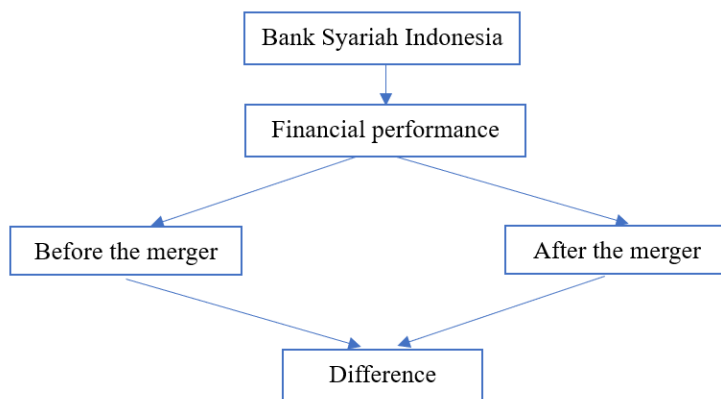 Bank Syariah Indonesia
Financial performance
Before the merger
After the merger
Difference